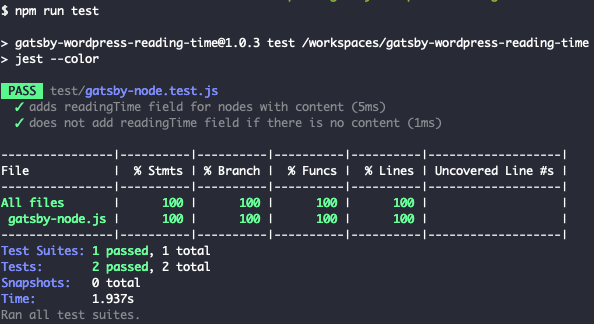 $ npm run test
> gatsby-wordpress-reading-time@1.0.3 test /workspaces/gatsby-wordpress-reading-time
> jest --color
PASS test/gatsby-node.test.js
✓ adds readingTime field for nodes with content (5ms)
✓ does not add readingTime field if there is no content (1ms)
----------------|----------|----------|----------|----------|-------------------|
File            |  % Stmts | % Branch |  % Funcs |  % Lines | Uncovered Line #s |
----------------|----------|----------|----------|----------|-------------------|
All files       |      100 |      100 |      100 |      100 |                   |
 gatsby-node.js |      100 |      100 |      100 |      100 |                   |
----------------|----------|----------|----------|----------|-------------------|
Test Suites: 1 passed, 1 total
Tests:       2 passed, 2 total
Snapshots:   0 total
Time:        1.937s
Ran all test suites.